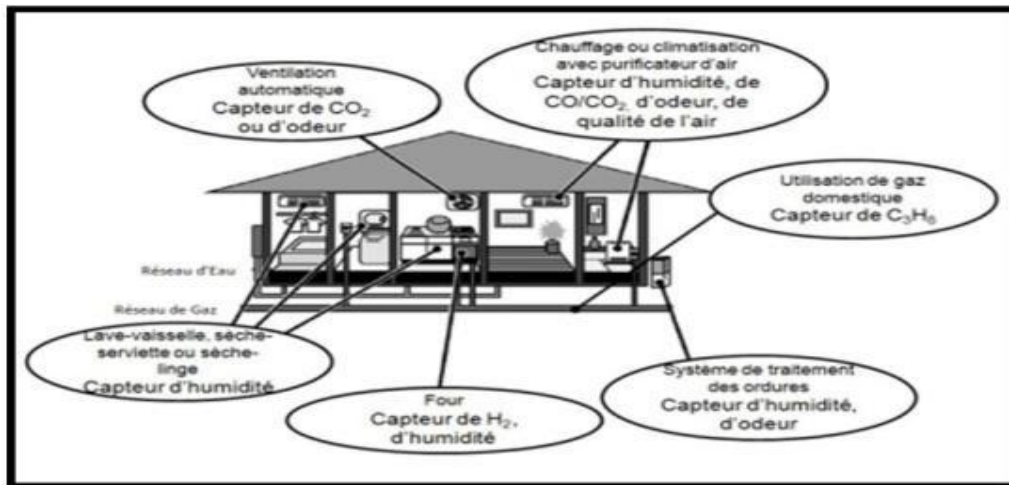 Ventilation
automatique
Capteur de CO₂
ou d'odeur
Chauffage ou climatisation
avec purificateur d'air
Capteur d'humidité, de
CO/CO₂, d'odeur, de
qualité de l'air
Utilisation de gaz
domestique
Capteur de C₃H₆
Réseau d'Eau
Réseau de Gaz
Lave-vaisselle, sèche-
serviette ou sèche-
linge
Capteur d'humidité
Four
Capteur de H₂,
d'humidité
Système de traitement
des ordures
Capteur d'humidité,
d'odeur